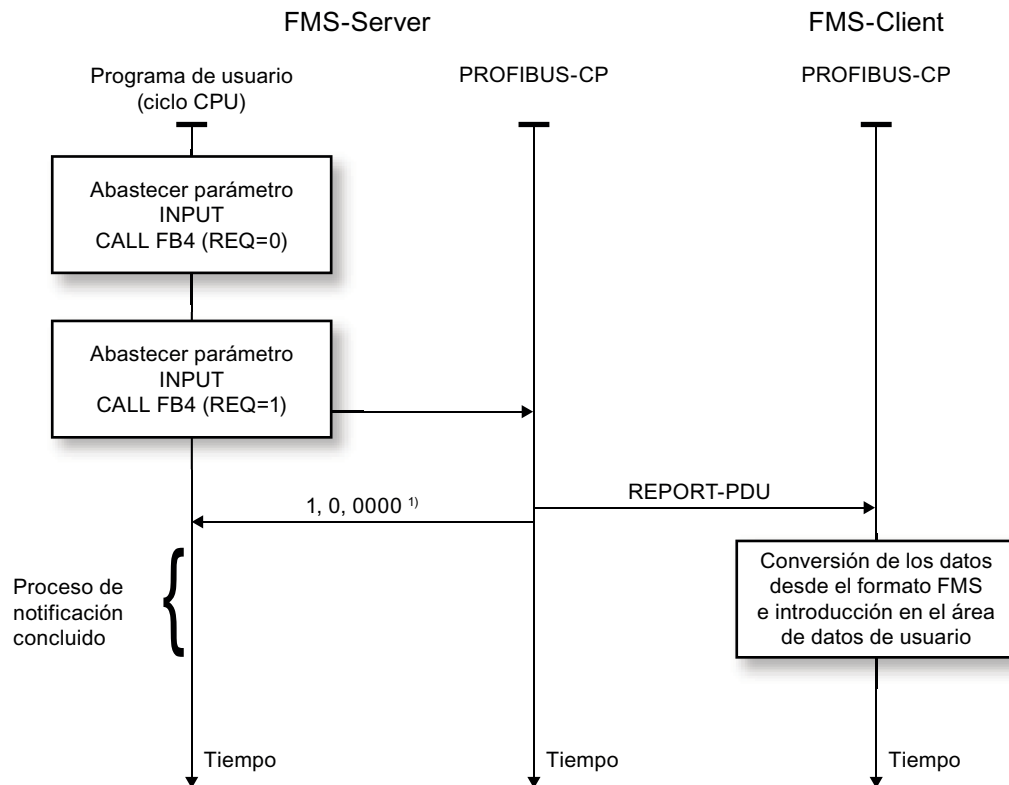 FMS-Server
FMS-Client
Programa de usuario
(ciclo CPU)
PROFIBUS-CP
PROFIBUS-CP
Abastecer parámetro
INPUT
CALL FB4 (REQ=0)
Abastecer parámetro
INPUT
CALL FB4 (REQ=1)
1, 0, 0000 1)
REPORT-PDU
Proceso de
notificación
concluido
Conversión de los datos
desde el formato FMS
e introducción en el área
de datos de usuario
Tiempo
Tiempo
Tiempo